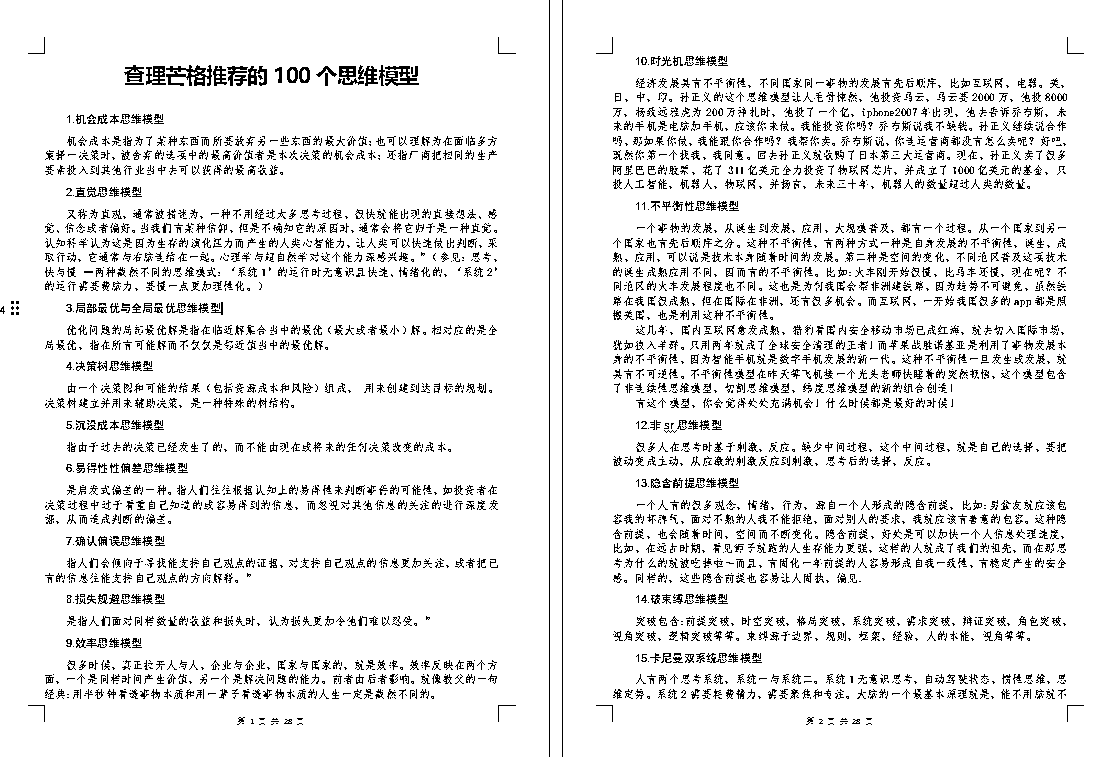 查理芒格推荐的 100 个思维模型
1.机会成本思维模型
机会成本是指为了某种东西而所要放弃另一些东西的最大价值；也可以理解为在面临多方
案择一决策时，被舍弃的选项中的最高价值者是本次决策的机会成本；还指厂商把相同的生产
要素投入到其他行业当中去可以获得的最高收益。
2.直觉思维模型
又称为直观，通常被描述为，一种不用经过太多思考过程，很快就能出现的直接想法、感
觉、信念或者偏好。当我们有某种信仰，但是不确知它的原因时，通常会将它归于是一种直觉。
认知科学认为这是因为生存的演化压力而产生的人类心智能力，让人类可以快速做出判断，采
取行动，它通常与右脑连结在一起。心理学与超自然学对这个能力深感兴趣。”（参见：思考，
快与慢 一两种截然不同的思维模式：‘系统 1’的运行时无意识且快速、情绪化的，‘系统 2’
的运行需要费脑力，要慢一点更加理性化。）
3.局部最优与全局最优思维模型
优化问题的局部最优解是指在临近解集合当中的最优（最大或者最小）解。相对应的是全
局最优，指在所有可能解而不仅仅是邻近值当中的最优解。
4.决策树思维模型
由一个决策图和可能的结果（包括资源成本和风险）组成， 用来创建到达目标的规划。
决策树建立并用来辅助决策，是一种特殊的树结构。
5.沉没成本思维模型
指由于过去的决策已经发生了的，而不能由现在或将来的任何决策改变的成本。
6.易得性性偏差思维模型
是启发式偏差的一种。指人们往往根据认知上的易得性来判断事件的可能性，如投资者在
决策过程中过于看重自己知道的或容易得到的信息，而忽视对其他信息的关注的进行深度发
掘，从而造成判断的偏差。
7.确认偏误思维模型
指人们会倾向于寻找能支持自己观点的证据，对支持自己观点的信息更加关注，或者把已
有的信息往能支持自己观点的方向解释。”
8.损失规避思维模型
是指人们面对同样数量的收益和损失时，认为损失更加令他们难以忍受。”
9.效率思维模型
很多时候，真正拉开人与人，企业与企业，国家与国家的，就是效率。效率反映在两个方
面，一个是同样时间产生价值，另一个是解决问题的能力。前者由后者影响。就像教父的一句
经典：用半秒钟看透事物本质和用一辈子看透事物本质的人生一定是截然不同的。
第 1 页 共 28 页
10.时光机思维模型
经济发展具有不平衡性，不同国家同一事物的发展有先后顺序，比如互联网，电器。美，
日，中，印。孙正义的这个思维模型让人毛骨悚然，他投资马云，马云要 2000 万，他投 8000
万，杨致远雅虎为 200 万挣扎时，他投了一个亿，iphone2007 年出现，他去告诉乔布斯，未
来的手机是电脑加手机，应该你来做。我能投资你吗？乔布斯说我不缺钱。孙正义继续说合作
吗，那如果你做，我能跟你合作吗？我帮你卖。乔布斯说，你连运营商都没有怎么卖呢？好吧，
既然你第一个找我，我同意。回去孙正义就收购了日本第三大运营商。现在，孙正义卖了很多
阿里巴巴的股票，花了 311 亿美元全力投资了物联网芯片，并成立了 1000 亿美元的基金，只
投人工智能，机器人，物联网，并扬言，未来三十年，机器人的数量超过人类的数量。
11.不平衡性思维模型
一个事物的发展，从诞生到发展，应用，大规模普及，都有一个过程。从一个国家到另一
个国家也有先后顺序之分。这种不平衡性，有两种方式一种是自身发展的不平衡性，诞生，成
熟，应用，可以说是技术本身随着时间的发展。第二种是空间的变化，不同地区普及这项技术
的诞生成熟应用不同，因而有的不平衡性。比如：火车刚开始很慢，比马车还慢，现在呢？不
同地区的火车发展程度也不同。这也是为何我国会帮非洲建铁路，因为趋势不可避免，虽然铁
路在我国很成熟，但在国际在非洲，还有很多机会。而互联网，一开始我国很多的 app 都是照
搬美国，也是利用这种不平衡性。
这几年，国内互联网愈发成熟，猎豹看国内安全移动市场已成红海，就去切入国际市场，
犹如狼入羊群。只用两年就成了全球安全清理的王者！而苹果战胜诺基亚是利用了事物发展本
身的不平衡性，因为智能手机就是数字手机发展的新一代。这种不平衡性一旦发生或发展，就
具有不可逆性。不平衡性模型在昨天等飞机接一个光头老师快睡着的突然顿悟，这个模型包含
了非连续性思维模型，切割思维模型，纬度思维模型的新的组合创造！
有这个模型，你会觉得处处充满机会！什么时候都是最好的时候！
12.非 sr 思维模型
很多人在思考时基于刺激，反应。缺少中间过程，这个中间过程，就是自己的选择，要把
被动变成主动，从应激的刺激反应到刺激，思考后的选择，反应。
13.隐含前提思维模型
一个人有的很多观念，情绪，行为，源自一个人形成的隐含前提，比如：男盆友就应该包
容我的坏脾气，面对不熟的人我不能拒绝，面对别人的要求，我就应该有善意的包容。这种隐
含前提，也会随着时间，空间而不断变化。隐含前提，好处是可以加快一个人信息处理速度，
比如，在远古时期，看见狮子就跑的人生存能力更强，这样的人就成了我们的祖先，而在那思
考为什么的就被吃掉啦～而且，有固化一年前提的人容易形成自我一致性，有稳定产生的安全
感。同样的，这些隐含前提也容易让人固执，偏见.
14.破束缚思维模型
突破包含：前提突破，时空突破，格局突破，系统突破，需求突破，辩证突破，角色突破，
视角突破，逻辑突破等等。束缚源于边界，规则，框架，经验，人的本能，视角等等。
15.卡尼曼双系统思维模型
人有两个思考系统，系统一与系统二。系统 1 无意识思考，自动驾驶状态，惯性思维，思
维定势。系统 2 需要耗费精力，需要聚焦和专注。大脑的一个最基本原理就是，能不用脑就不
第 2 页 共 28 页